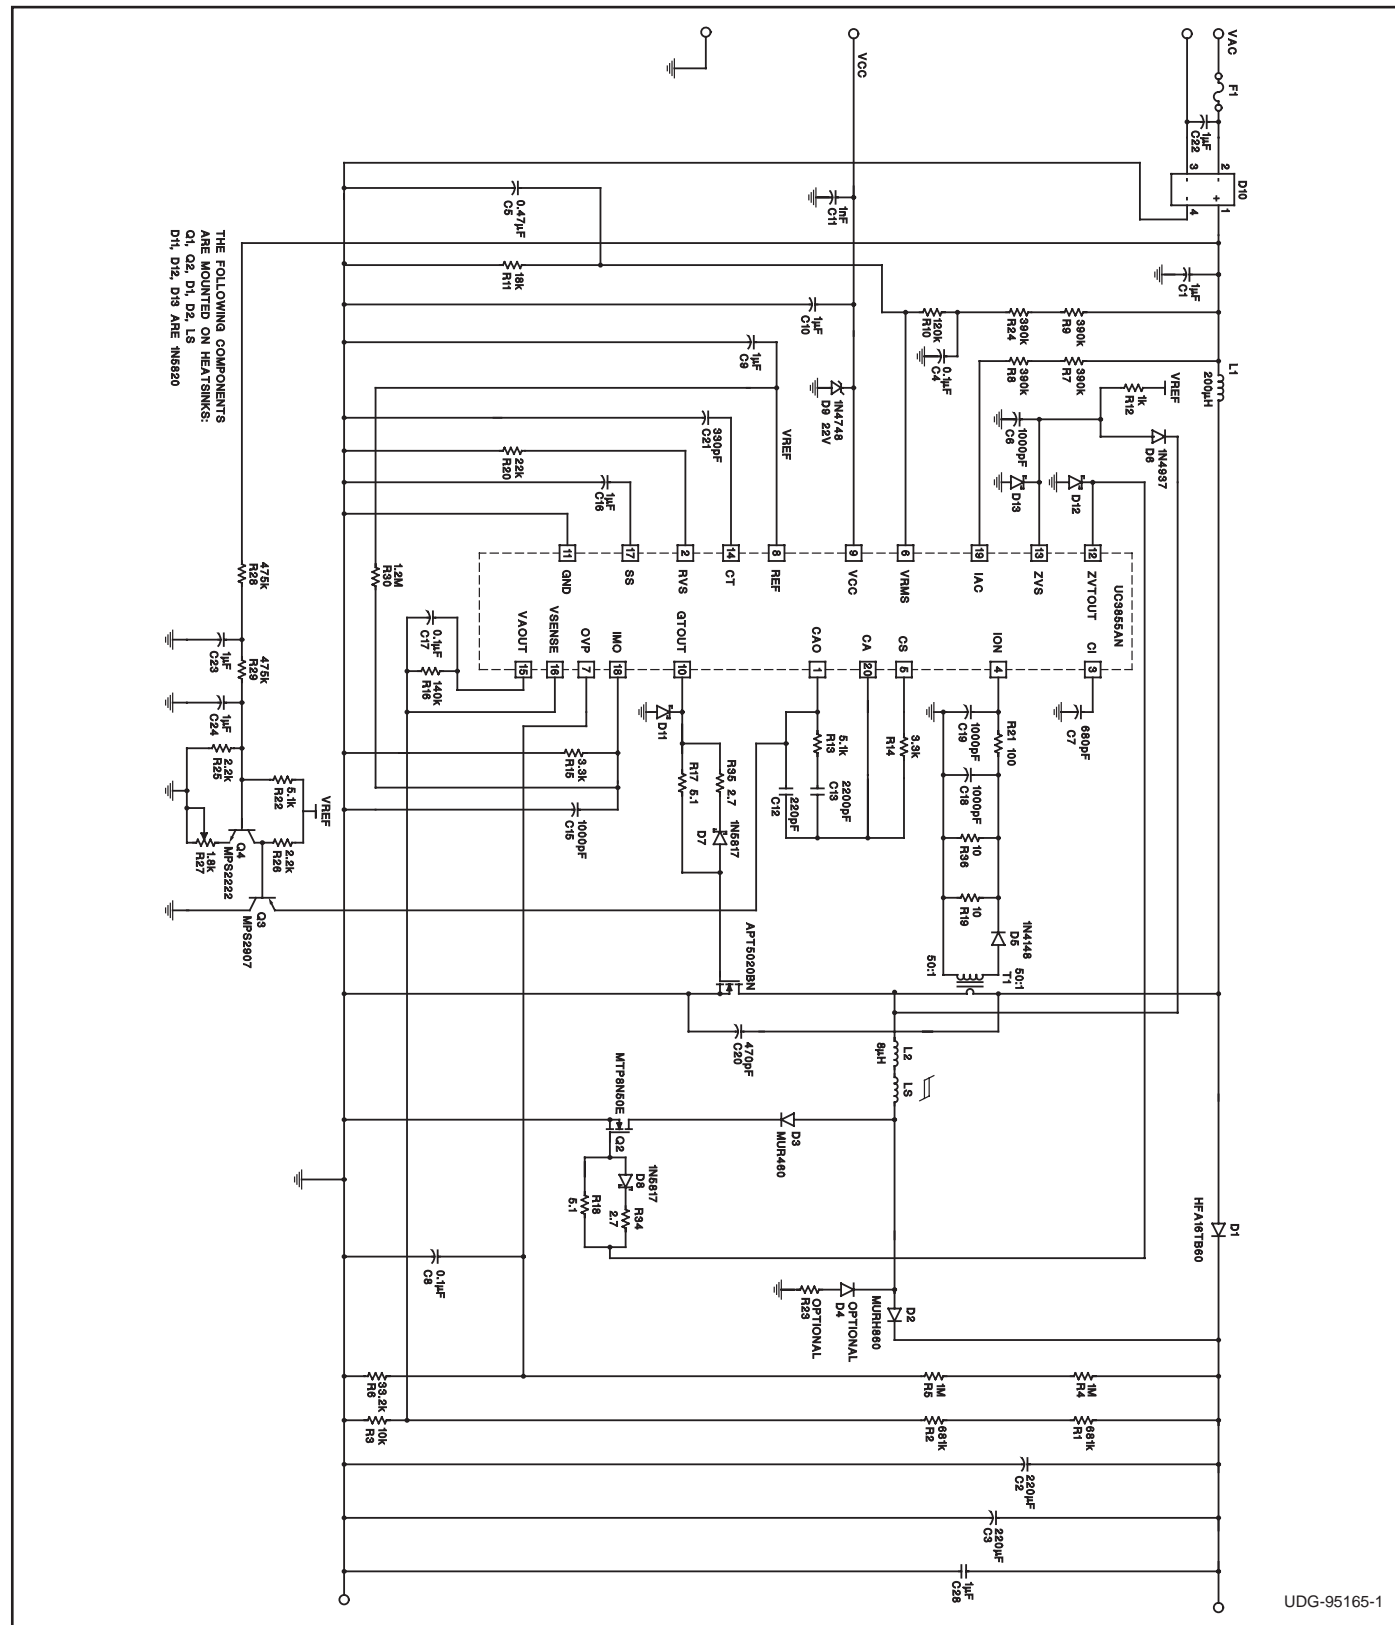 VAC
F1
1µF
C22
2
3
D10
1
4
+
-
VCC
1µF
C1
1nF
C11
0.47µF
C5
18k
R11
1µF
C10
1µF
C9
120k
R10
0.1µF
C4
390k
R24
390k
R9
390k
R8
390k
R7
L1
200µH
VREF
1k
R12
1N4937
D6
1000pF
C6
D13
D12
1N4748
D9 22V
VREF
330pF
C21
22k
R20
1µF
C16
THE FOLLOWING COMPONENTS
ARE MOUNTED ON HEATSINKS:
Q1, Q2, D1, D2, LS
D11, D12, D13 ARE 1N5820
11
GND
17
SS
2
RVS
14
CT
8
REF
9
VCC
6
VRMS
19
IAC
13
ZVS
12
ZVTOUT
UC3855AN
VAOUT
15
VSENSE
16
OVP
7
IMO
18
GTOUT
10
CAO
1
CA
20
CS
5
ION
4
CI
3
1.2M
R30
475k
R28
1µF
C23
475k
R29
1µF
C24
R25
2.2k
R22
5.1k
VREF
1.8k
R27
2.2k
R26
Q4
MPS2222
Q3
MPS2907
0.1µF
C17
R16
140k
3.3k
R15
1000pF
C15
D11
R17
5.1
R35
2.7
1N5817
D7
5.1k
R13
2200pF
C13
220pF
C12
3.3k
R14
680pF
C7
R21 100
1000pF
C19
1000pF
C18
10
R36
10
R19
1N4148
D5
50:1
T1
50:1
APT5020BN
470pF
C20
L2
8µH
LS
MTP8N50E
Q2
D3
MUR460
1N5817
D8
R34
2.7
R18
5.1
D1
HFA16TB60
0.1µF
C8
OPTIONAL
R23
OPTIONAL
D4
D2
MURH860
33.2k
R6
10k
R3
1M
R5
1M
R4
681k
R2
681k
R1
220µF
C2
220µF
C3
1µF
C28
UDG-95165-1